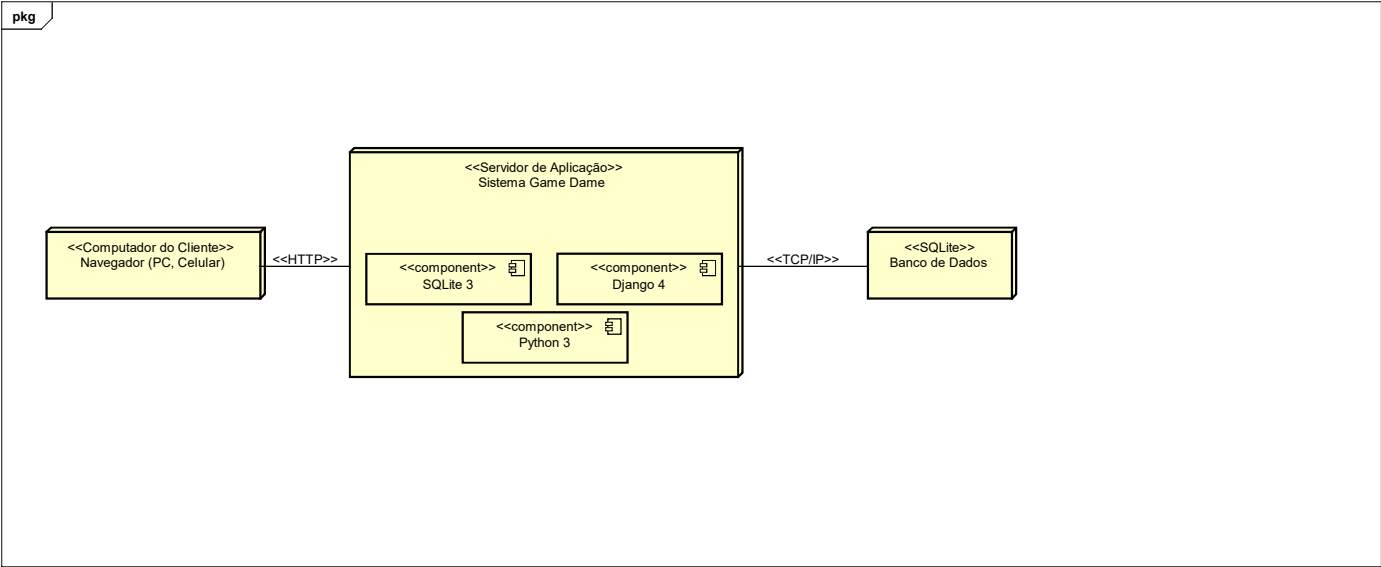 pkg
<<Servidor de Aplicação>>
Sistema Game Dame
<<Computador do Cliente>>
Navegador (PC, Celular)
<<HTTP>>
<<component>>
SQLite 3
<<component>>
Django 4
<<component>>
Python 3
<<TCP/IP>>
<<SQLite>>
Banco de Dados